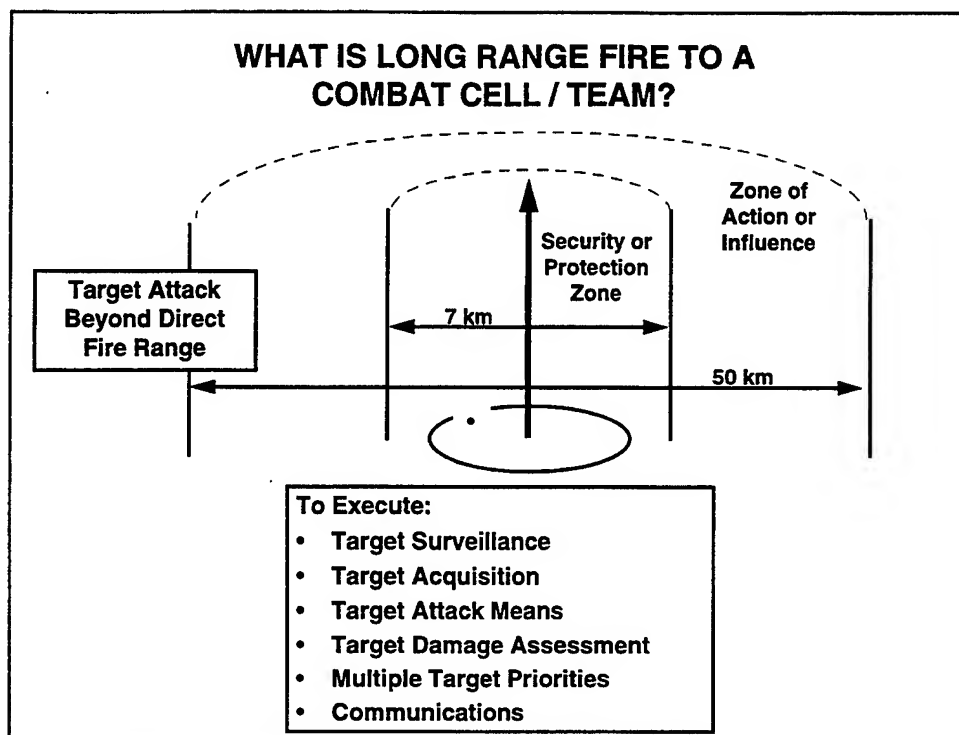 WHAT IS LONG RANGE FIRE TO A
COMBAT CELL / TEAM?
Zone of
Action or
Influence
Security or
Protection
Zone
Target Attack
Beyond Direct
Fire Range
7 km
50 km
To Execute:
• Target Surveillance
• Target Acquisition
• Target Attack Means
• Target Damage Assessment
• Multiple Target Priorities
• Communications